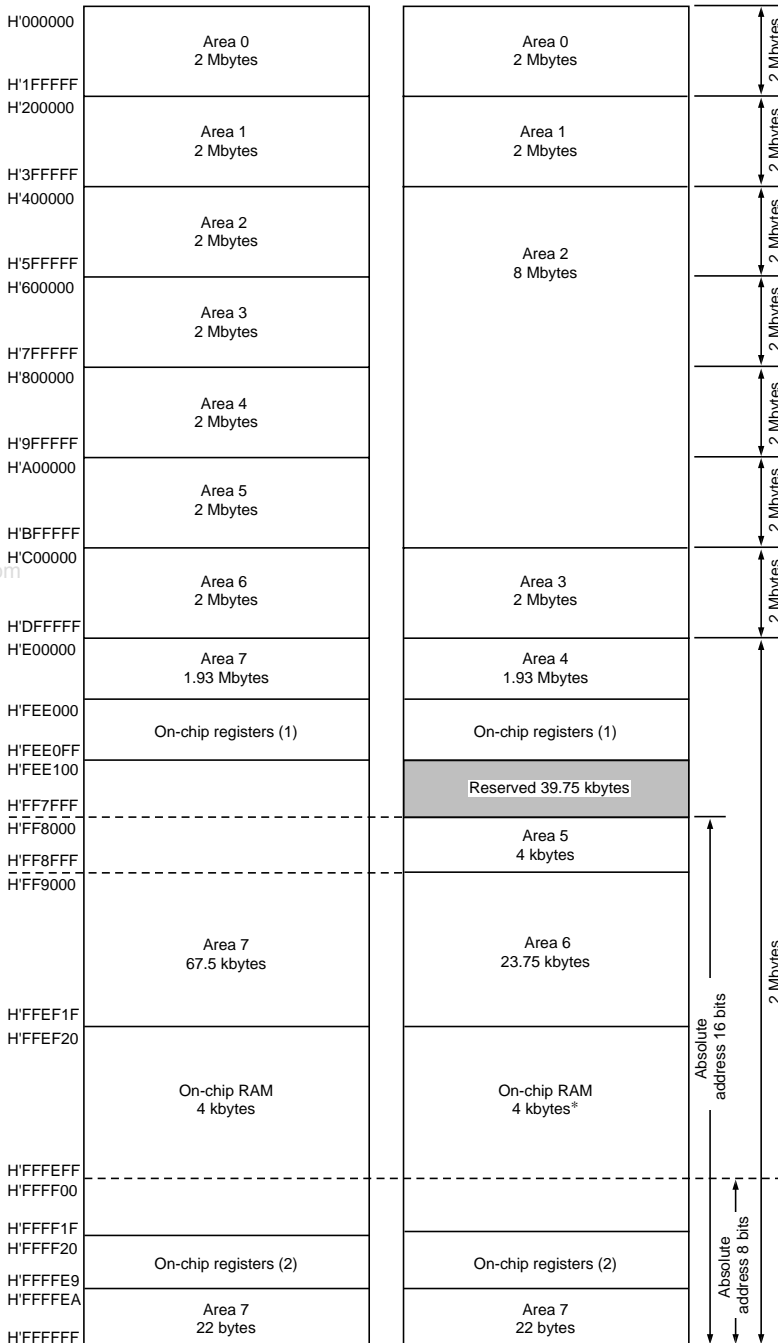 H'000000
Area 0
2 Mbytes
Area 0
2 Mbytes
2 Mbytes
H'1FFFFF
H'200000
Area 1
2 Mbytes
Area 1
2 Mbytes
2 Mbytes
H'3FFFFF
H'400000
Area 2
2 Mbytes
Area 2
8 Mbytes
2 Mbytes
H'5FFFFF
H'600000
Area 3
2 Mbytes
2 Mbytes
H'7FFFFF
H'800000
Area 4
2 Mbytes
2 Mbytes
H'9FFFFF
H'A00000
Area 5
2 Mbytes
2 Mbytes
H'BFFFFF
H'C00000
om
Area 6
2 Mbytes
Area 3
2 Mbytes
2 Mbytes
H'DFFFFF
H'E00000
Area 7
1.93 Mbytes
Area 4
1.93 Mbytes
H'FEE000
On-chip registers (1)
On-chip registers (1)
H'FEE0FF
H'FEE100
Reserved 39.75 kbytes
H'FF7FFF
H'FF8000
Area 5
4 kbytes
H'FF8FFF
H'FF9000
Area 7
67.5 kbytes
Area 6
23.75 kbytes
2 Mbytes
H'FFEF1F
H'FFEF20
Absolute
address 16 bits
On-chip RAM
4 kbytes
On-chip RAM
4 kbytes*
H'FFFEFF
H'FFFF00
H'FFFF1F
H'FFFF20
On-chip registers (2)
On-chip registers (2)
Absolute
address 8 bits
H'FFFFE9
H'FFFFEA
Area 7
22 bytes
Area 7
22 bytes
H'FFFFFF